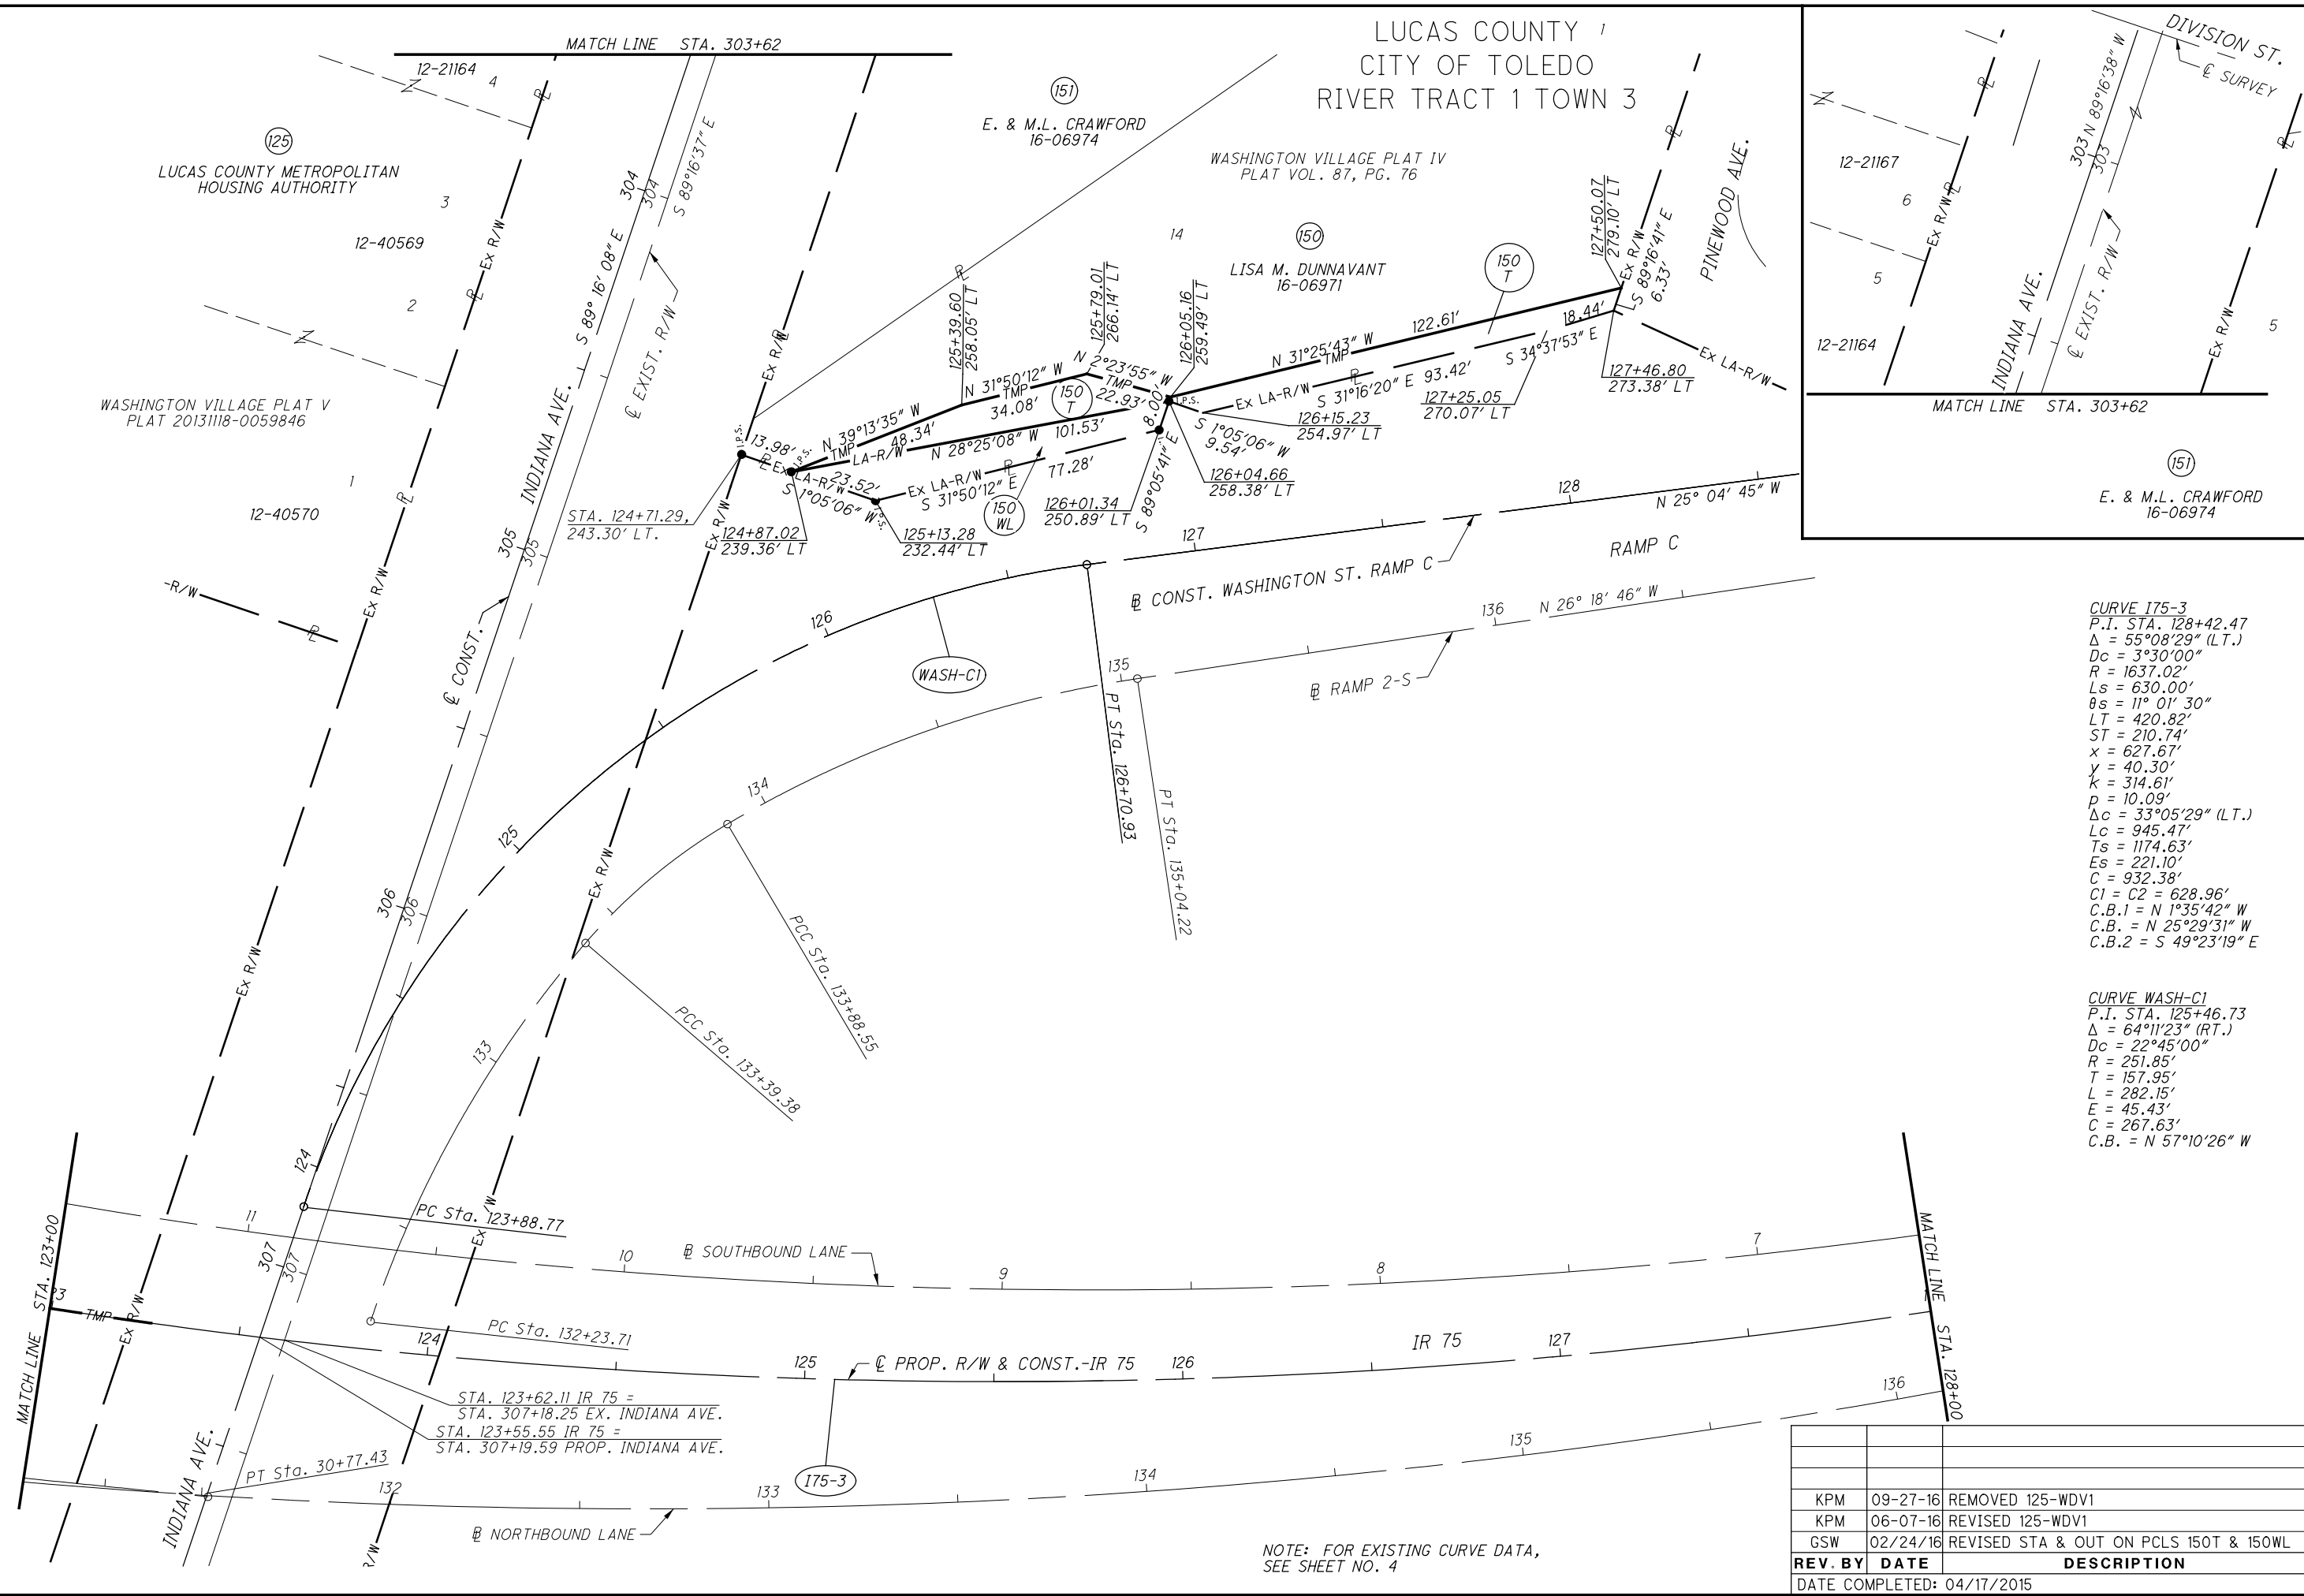 LUCAS COUNTY 1
CITY OF TOLEDO
RIVER TRACT 1 TOWN 3
MATCH LINE STA. 303+62
12-21164
4
125
LUCAS COUNTY METROPOLITAN
HOUSING AUTHORITY
3
12-40569
2
WASHINGTON VILLAGE PLAT V
PLAT 20131118-0059846
1
12-40570
-R/W
Ex R/W
Ex R/W
Ex R/W
Ex R/W
304
304
S 89°16'37" E
S 89° 16' 08" E
INDIANA AVE.
℄ EXIST. R/W
305
305
℄ CONST.
306
306
307
307
INDIANA AVE.
151
E. & M.L. CRAWFORD
16-06974
WASHINGTON VILLAGE PLAT IV
PLAT VOL. 87, PG. 76
14
150
LISA M. DUNNAVANT
16-06971
150
T
PINEWOOD AVE.
127+50.07
279.10' LT
Ex R/W
S 89°16'41" E
6.33'
Ex R/W
125+39.60
258.05' LT
125+79.01
266.14' LT
126+05.16
259.49' LT
N 31°25'43" W
122.61'
TMP
18.44'
S 34°37'53" E
Ex LA-R/W
127+46.80
273.38' LT
127+25.05
270.07' LT
Ex LA-R/W
S 31°16'20" E 93.42'
126+15.23
254.97' LT
S 1°05'06" W
9.54'
126+04.66
258.38' LT
N 2°23'55" W
TMP
22.93'
8.00'
I.P.S.
N 31°50'12" W
TMP
34.08'
150
T
N 39°13'35" W
TMP
48.34'
LA-R/W
N 28°25'08" W
101.53'
I.P.S.
13.98'
I.P.S.
Ex LA-R/W
23.52'
S 1°05'06" W
Ex LA-R/W
S 31°50'12" E
77.28'
I.P.S.
150
WL
126+01.34
250.89' LT
S 89°05'41" E
STA. 124+71.29,
243.30' LT.
124+87.02
239.36' LT
125+13.28
232.44' LT
Ex R/W
128
N 25° 04' 45" W
127
RAMP C
℔ CONST. WASHINGTON ST. RAMP C
126
WASH-C1
136
N 26° 18' 46" W
135
℔ RAMP 2-S
PT Sta. 126+70.93
PT Sta. 135+04.22
134
125
Ex R/W
PCC Sta. 133+88.55
PCC Sta. 133+39.38
133
124
PC Sta. 123+88.77
Ex R/W
11
10
℔ SOUTHBOUND LANE
9
8
7
MATCH LINE STA. 123+00
TMP
Ex R/W
PC Sta. 132+23.71
124
125
℄ PROP. R/W & CONST.-IR 75
126
IR 75
127
STA. 123+62.11 IR 75 =
STA. 307+18.25 EX. INDIANA AVE.
STA. 123+55.55 IR 75 =
STA. 307+19.59 PROP. INDIANA AVE.
PT Sta. 30+77.43
132
133
I75-3
134
135
136
℔ NORTHBOUND LANE
R/W
MATCH LINE STA. 128+00
NOTE: FOR EXISTING CURVE DATA,
SEE SHEET NO. 4
DIVISION ST.
℄ SURVEY
303 N 89°16'38" W
303
12-21167
6
5
12-21164
Ex R/W
INDIANA AVE.
℄ EXIST. R/W
Ex R/W
5
MATCH LINE STA. 303+62
151
E. & M.L. CRAWFORD
16-06974
CURVE I75-3
P.I. STA. 128+42.47
Δ = 55°08'29" (LT.)
Dc = 3°30'00"
R = 1637.02'
Ls = 630.00'
θs = 11° 01' 30"
LT = 420.82'
ST = 210.74'
x = 627.67'
y = 40.30'
k = 314.61'
p = 10.09'
Δc = 33°05'29" (LT.)
Lc = 945.47'
Ts = 1174.63'
Es = 221.10'
C = 932.38'
C1 = C2 = 628.96'
C.B.1 = N 1°35'42" W
C.B. = N 25°29'31" W
C.B.2 = S 49°23'19" E
CURVE WASH-C1
P.I. STA. 125+46.73
Δ = 64°11'23" (RT.)
Dc = 22°45'00"
R = 251.85'
T = 157.95'
L = 282.15'
E = 45.43'
C = 267.63'
C.B. = N 57°10'26" W
KPM 09-27-16 REMOVED 125-WDV1
KPM 06-07-16 REVISED 125-WDV1
GSW 02/24/16 REVISED STA & OUT ON PCLS 150T & 150WL
REV. BY DATE DESCRIPTION
DATE COMPLETED: 04/17/2015